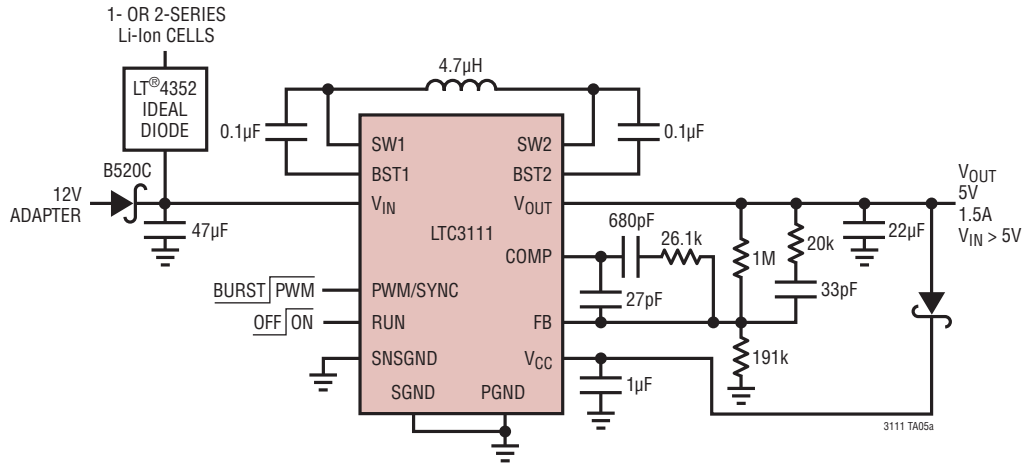 1- OR 2-SERIES
Li-Ion CELLS
LT®4352
IDEAL
DIODE
4.7µH
0.1µF
0.1µF
SW1
SW2
BST1
BST2
B520C
12V
ADAPTER
47µF
VIN
VOUT
LTC3111
VOUT
5V
1.5A
VIN > 5V
680pF
26.1k
COMP
1M
20k
22µF
27pF
33pF
BURST PWM
PWM/SYNC
OFF ON
RUN
FB
SNSGND
VCC
191k
1µF
SGND
PGND
3111 TA05a